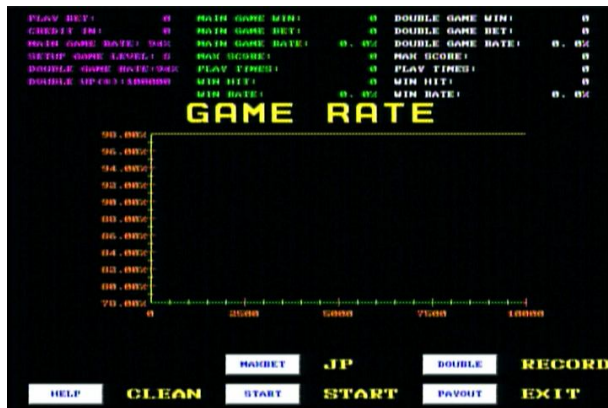 PLAY BET: 0 MAIN GAME WIN: 0 DOUBLE GAME WIN: 0
CREDIT IN: 0 MAIN GAME BET: 0 DOUBLE GAME BET: 0
MAIN GAME RATE: 94% MAIN GAME RATE: 0. 0% DOUBLE GAME RATE: 0. 0%
SETUP GAME LEVEL: 5 MAX SCORE: 0 MAX SCORE: 0
DOUBLE GAME RATE:94% PLAY TIMES: 0 PLAY TIMES: 0
DOUBLE UP(*):100000 WIN HIT: 0 WIN HIT: 0
WIN RATE: 0. 0% WIN RATE: 0. 0%
GAME RATE
98.00%
96.00%
94.00%
92.00%
90.00%
88.00%
86.00%
84.00%
82.00%
80.00%
78.00%
0 2500 5000 7500 10000
MAXBET JP DOUBLE RECORD
HELP CLEAN START START PAYOUT EXIT